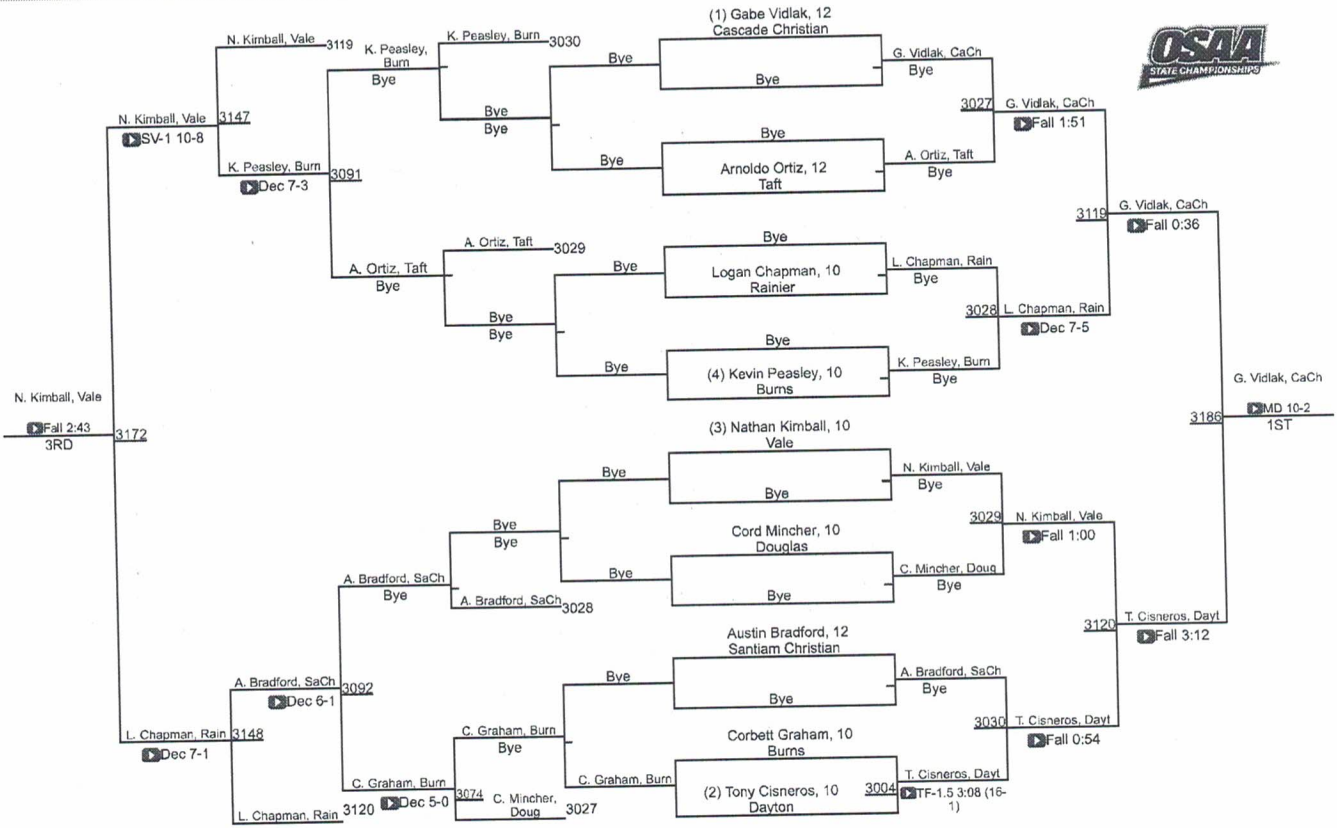 (1) Gabe Vidlak, 12
Cascade Christian
OSAA
STATE CHAMPIONSHIPS
N. Kimball, Vale
3119
K. Peasley,
Burn
Bye
K. Peasley, Burn
3030
Bye
Bye
G. Vidlak, CaCh
Bye
3027
G. Vidlak, CaCh
Fall 1:51
N. Kimball, Vale
SV-1 10-8
3147
Bye
Bye
Bye
Bye
Arnoldo Ortiz, 12
Taft
A. Ortiz, Taft
Bye
K. Peasley, Burn
Dec 7-3
3091
3119
G. Vidlak, CaCh
Fall 0:36
A. Ortiz, Taft
Bye
A. Ortiz, Taft
3029
Bye
Bye
Logan Chapman, 10
Rainier
L. Chapman, Rain
Bye
3028
L. Chapman, Rain
Dec 7-5
Bye
Bye
Bye
Bye
(4) Kevin Peasley, 10
Burns
K. Peasley, Burn
Bye
N. Kimball, Vale
Fall 2:43
3RD
3172
3186
G. Vidlak, CaCh
MD 10-2
1ST
(3) Nathan Kimball, 10
Vale
Bye
Bye
N. Kimball, Vale
Bye
3029
N. Kimball, Vale
Fall 1:00
Bye
Bye
Cord Mincher, 10
Douglas
Bye
Bye
C. Mincher, Doug
Bye
A. Bradford, SaCh
Bye
A. Bradford, SaCh
3028
3120
T. Cisneros, Dayt
Fall 3:12
Austin Bradford, 12
Santiam Christian
Bye
Bye
A. Bradford, SaCh
Bye
A. Bradford, SaCh
Dec 6-1
3092
3030
T. Cisneros, Dayt
Fall 0:54
L. Chapman, Rain
Dec 7-1
3148
C. Graham, Burn
Bye
Corbett Graham, 10
Burns
C. Graham, Burn
Dec 5-0
3074
C. Graham, Burn
(2) Tony Cisneros, 10
Dayton
3004
T. Cisneros, Dayt
TF-1.5 3:08 (16-
1)
L. Chapman, Rain
3120
C. Mincher,
Doug
3027